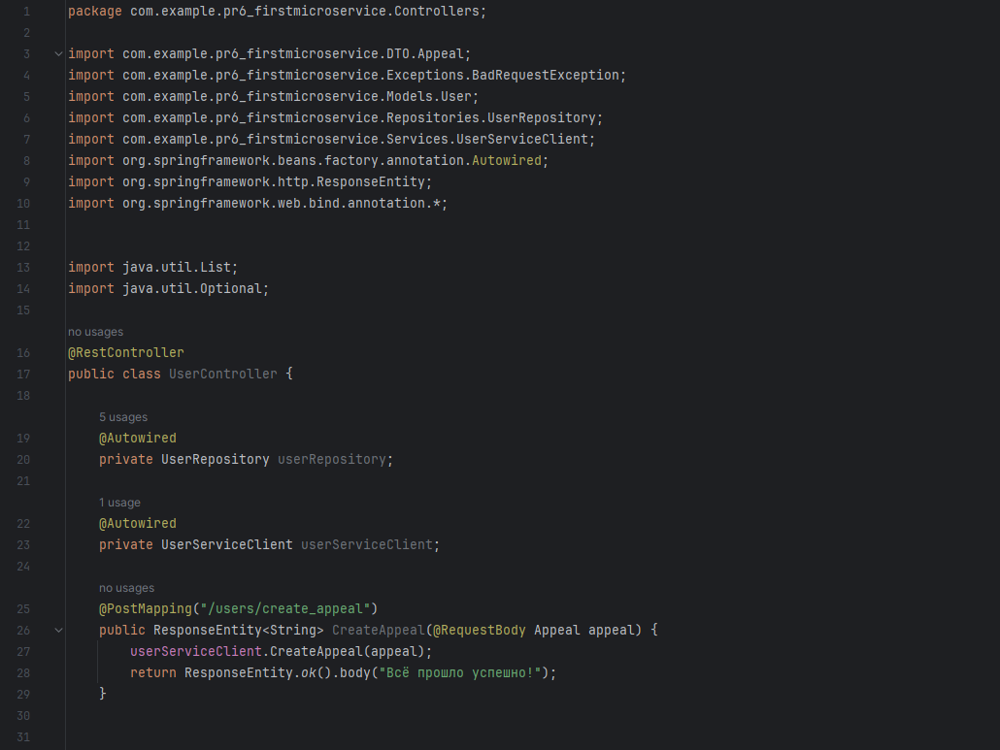 1 package com.example.pr6_firstmicroservice.Controllers;
2
3 import com.example.pr6_firstmicroservice.DTO.Appeal;
4 import com.example.pr6_firstmicroservice.Exceptions.BadRequestException;
5 import com.example.pr6_firstmicroservice.Models.User;
6 import com.example.pr6_firstmicroservice.Repositories.UserRepository;
7 import com.example.pr6_firstmicroservice.Services.UserServiceClient;
8 import org.springframework.beans.factory.annotation.Autowired;
9 import org.springframework.http.ResponseEntity;
10 import org.springframework.web.bind.annotation.*;
11
12
13 import java.util.List;
14 import java.util.Optional;
15
no usages
16 @RestController
17 public class UserController {
18
5 usages
19 @Autowired
20 private UserRepository userRepository;
21
1 usage
22 @Autowired
23 private UserServiceClient userServiceClient;
24
no usages
25 @PostMapping("/users/create_appeal")
26 public ResponseEntity<String> CreateAppeal(@RequestBody Appeal appeal) {
27 userServiceClient.CreateAppeal(appeal);
28 return ResponseEntity.ok().body("Всё прошло успешно!");
29 }
30
31